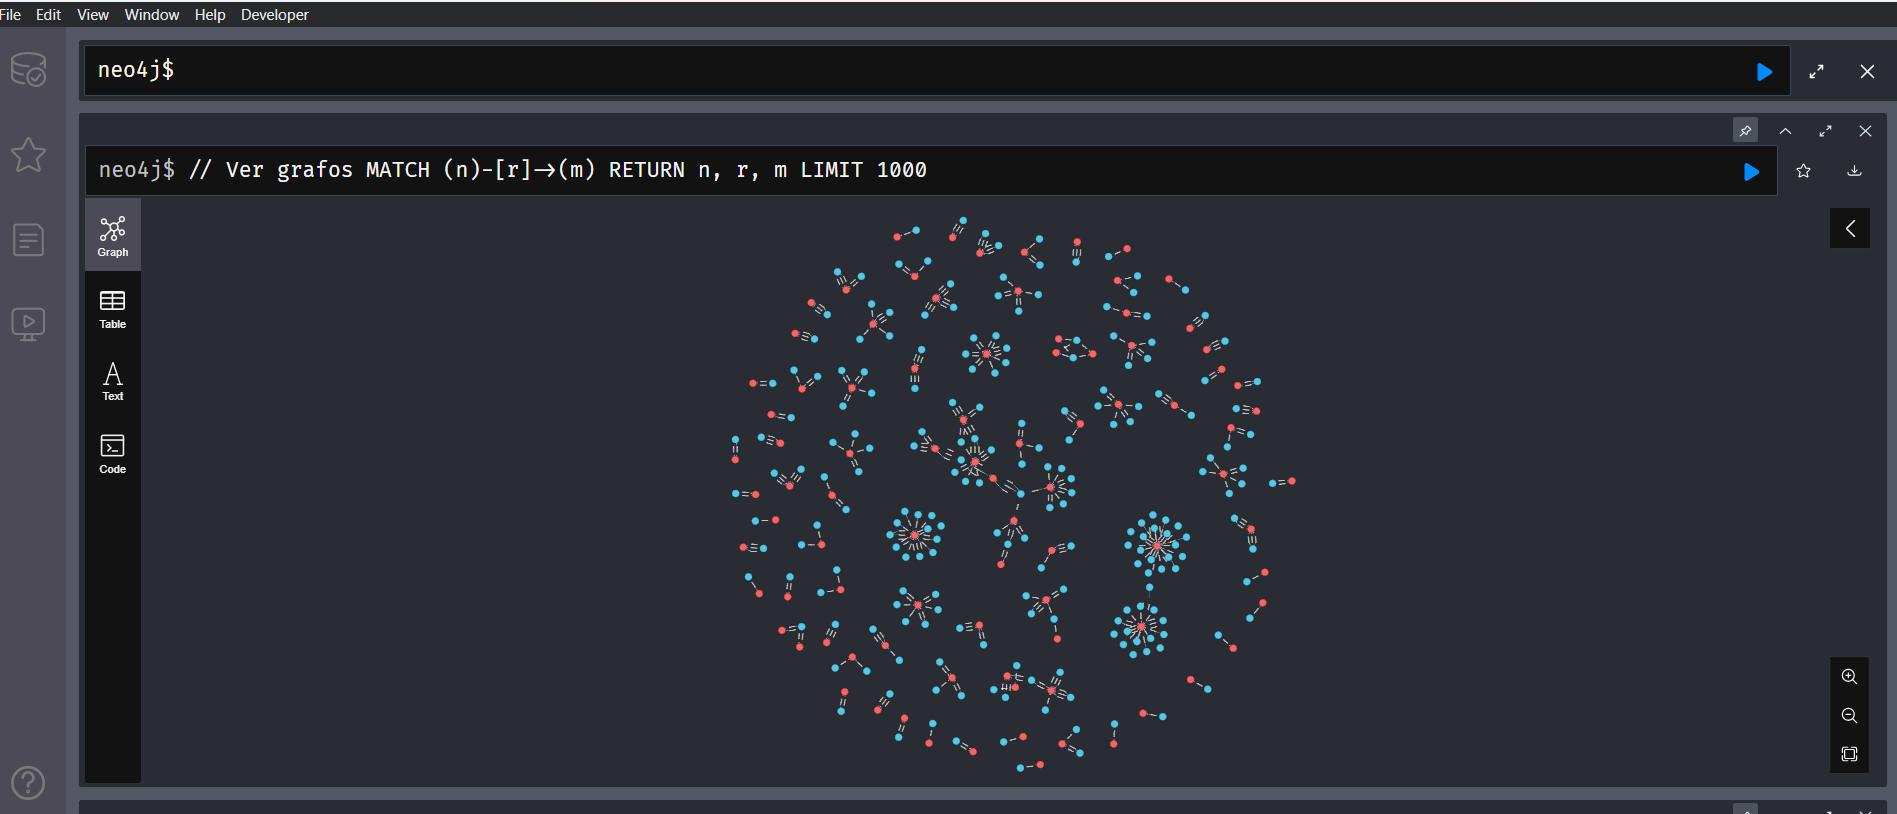 File Edit View Window Help Developer
neo4j$
neo4j$ // Ver grafos MATCH (n)-[r]→(m) RETURN n, r, m LIMIT 1000
Graph
Table
Text
Code